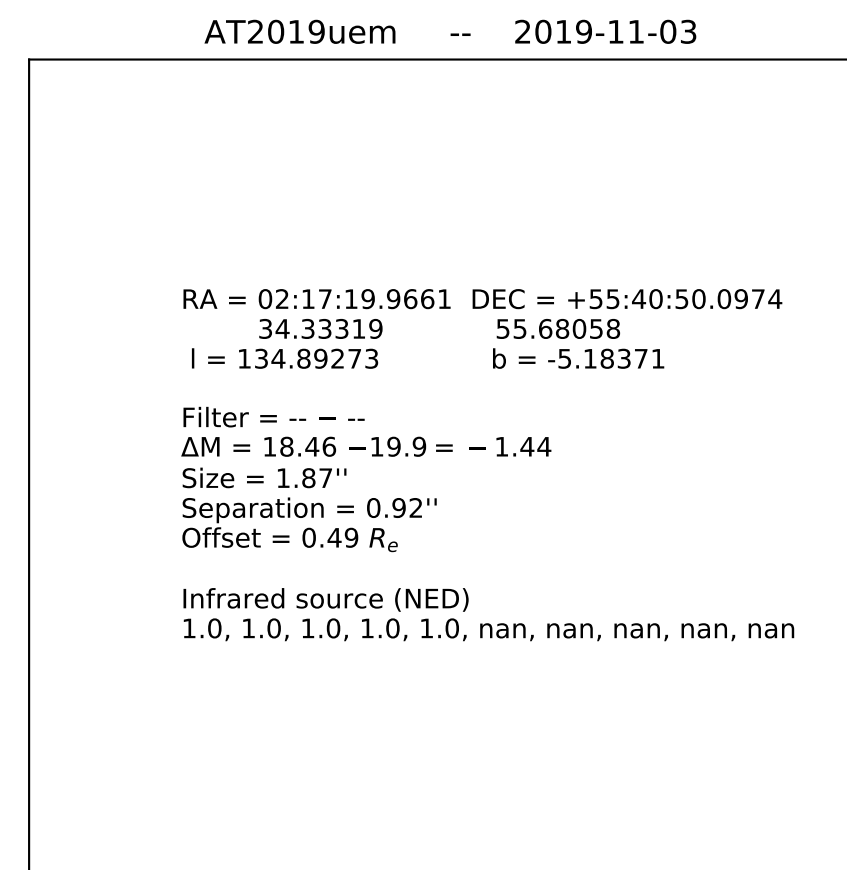 AT2019uem -- 2019-11-03
RA = 02:17:19.9661 DEC = +55:40:50.0974
34.33319 55.68058
l = 134.89273 b = -5.18371
Filter = -- − --
ΔM = 18.46 −19.9 = − 1.44
Size = 1.87''
Separation = 0.92''
Offset = 0.49 Rₑ
Infrared source (NED)
1.0, 1.0, 1.0, 1.0, 1.0, nan, nan, nan, nan, nan